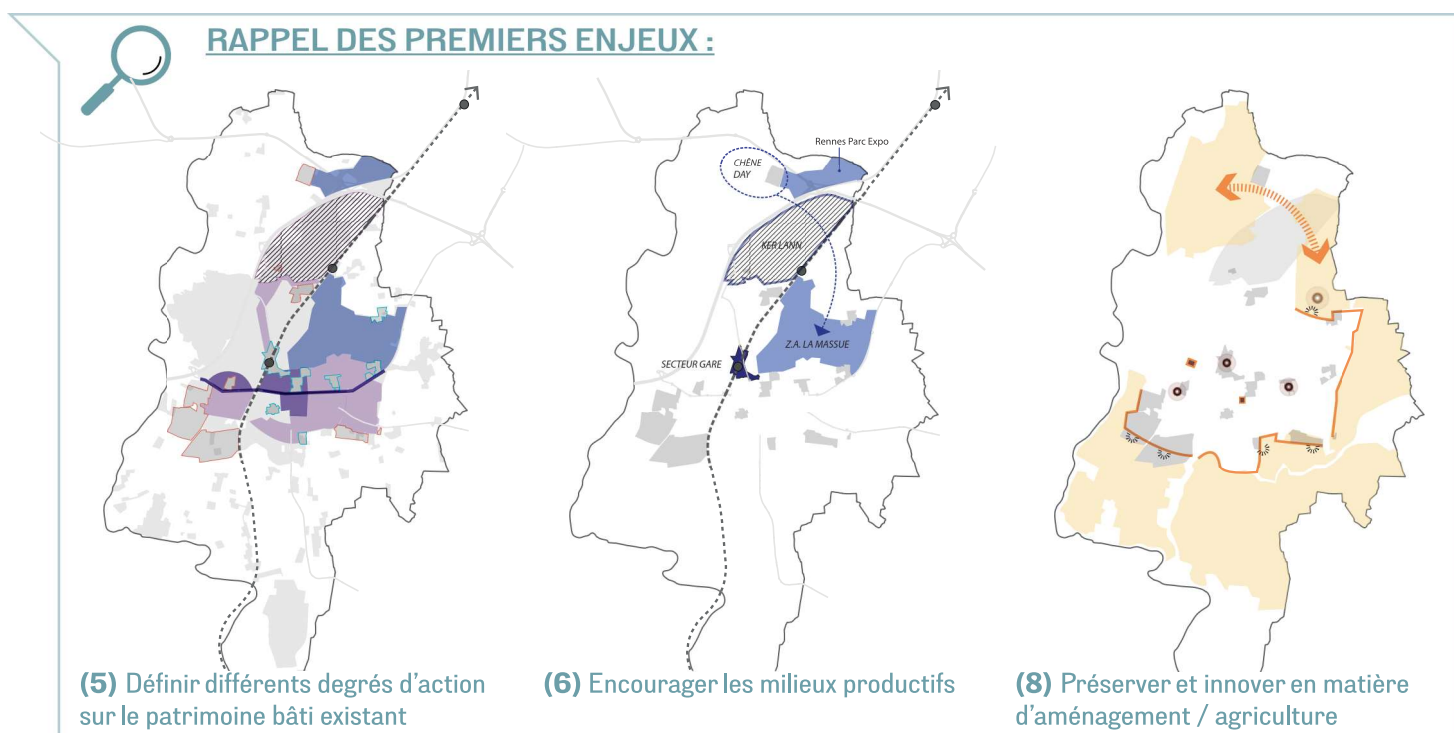 RAPPEL DES PREMIERS ENJEUX :
Rennes Parc Expo
CHÊNE
DAY
KER LANN
Z.A. LA MASSUE
SECTEUR GARE
(5) Définir différents degrés d'action
sur le patrimoine bâti existant
(6) Encourager les milieux productifs
(8) Préserver et innover en matière
d'aménagement / agriculture